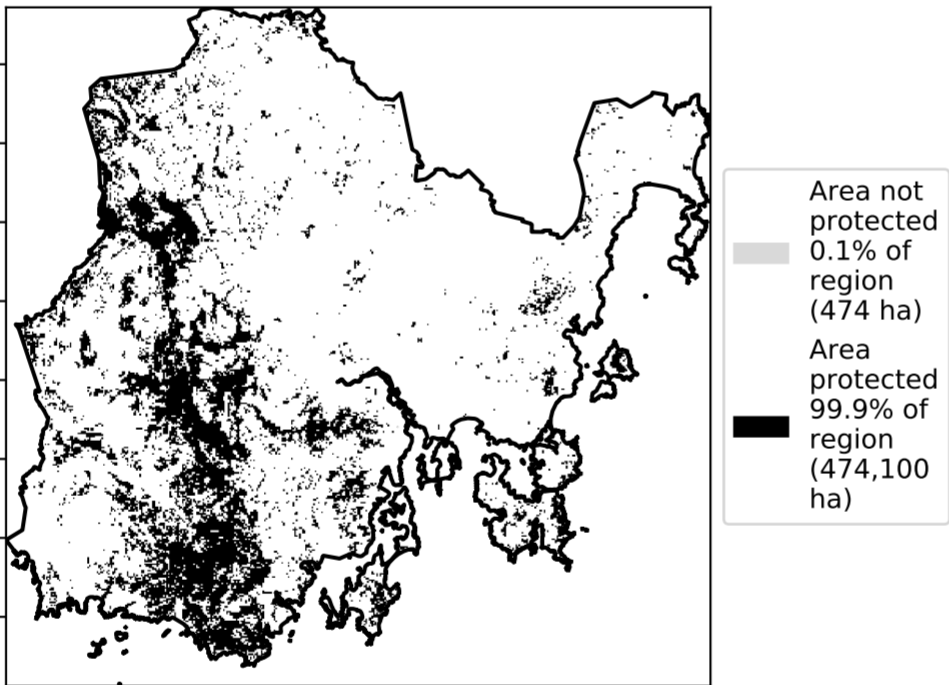 Area not
protected
0.1% of
region
(474 ha)
Area
protected
99.9% of
region
(474,100
ha)